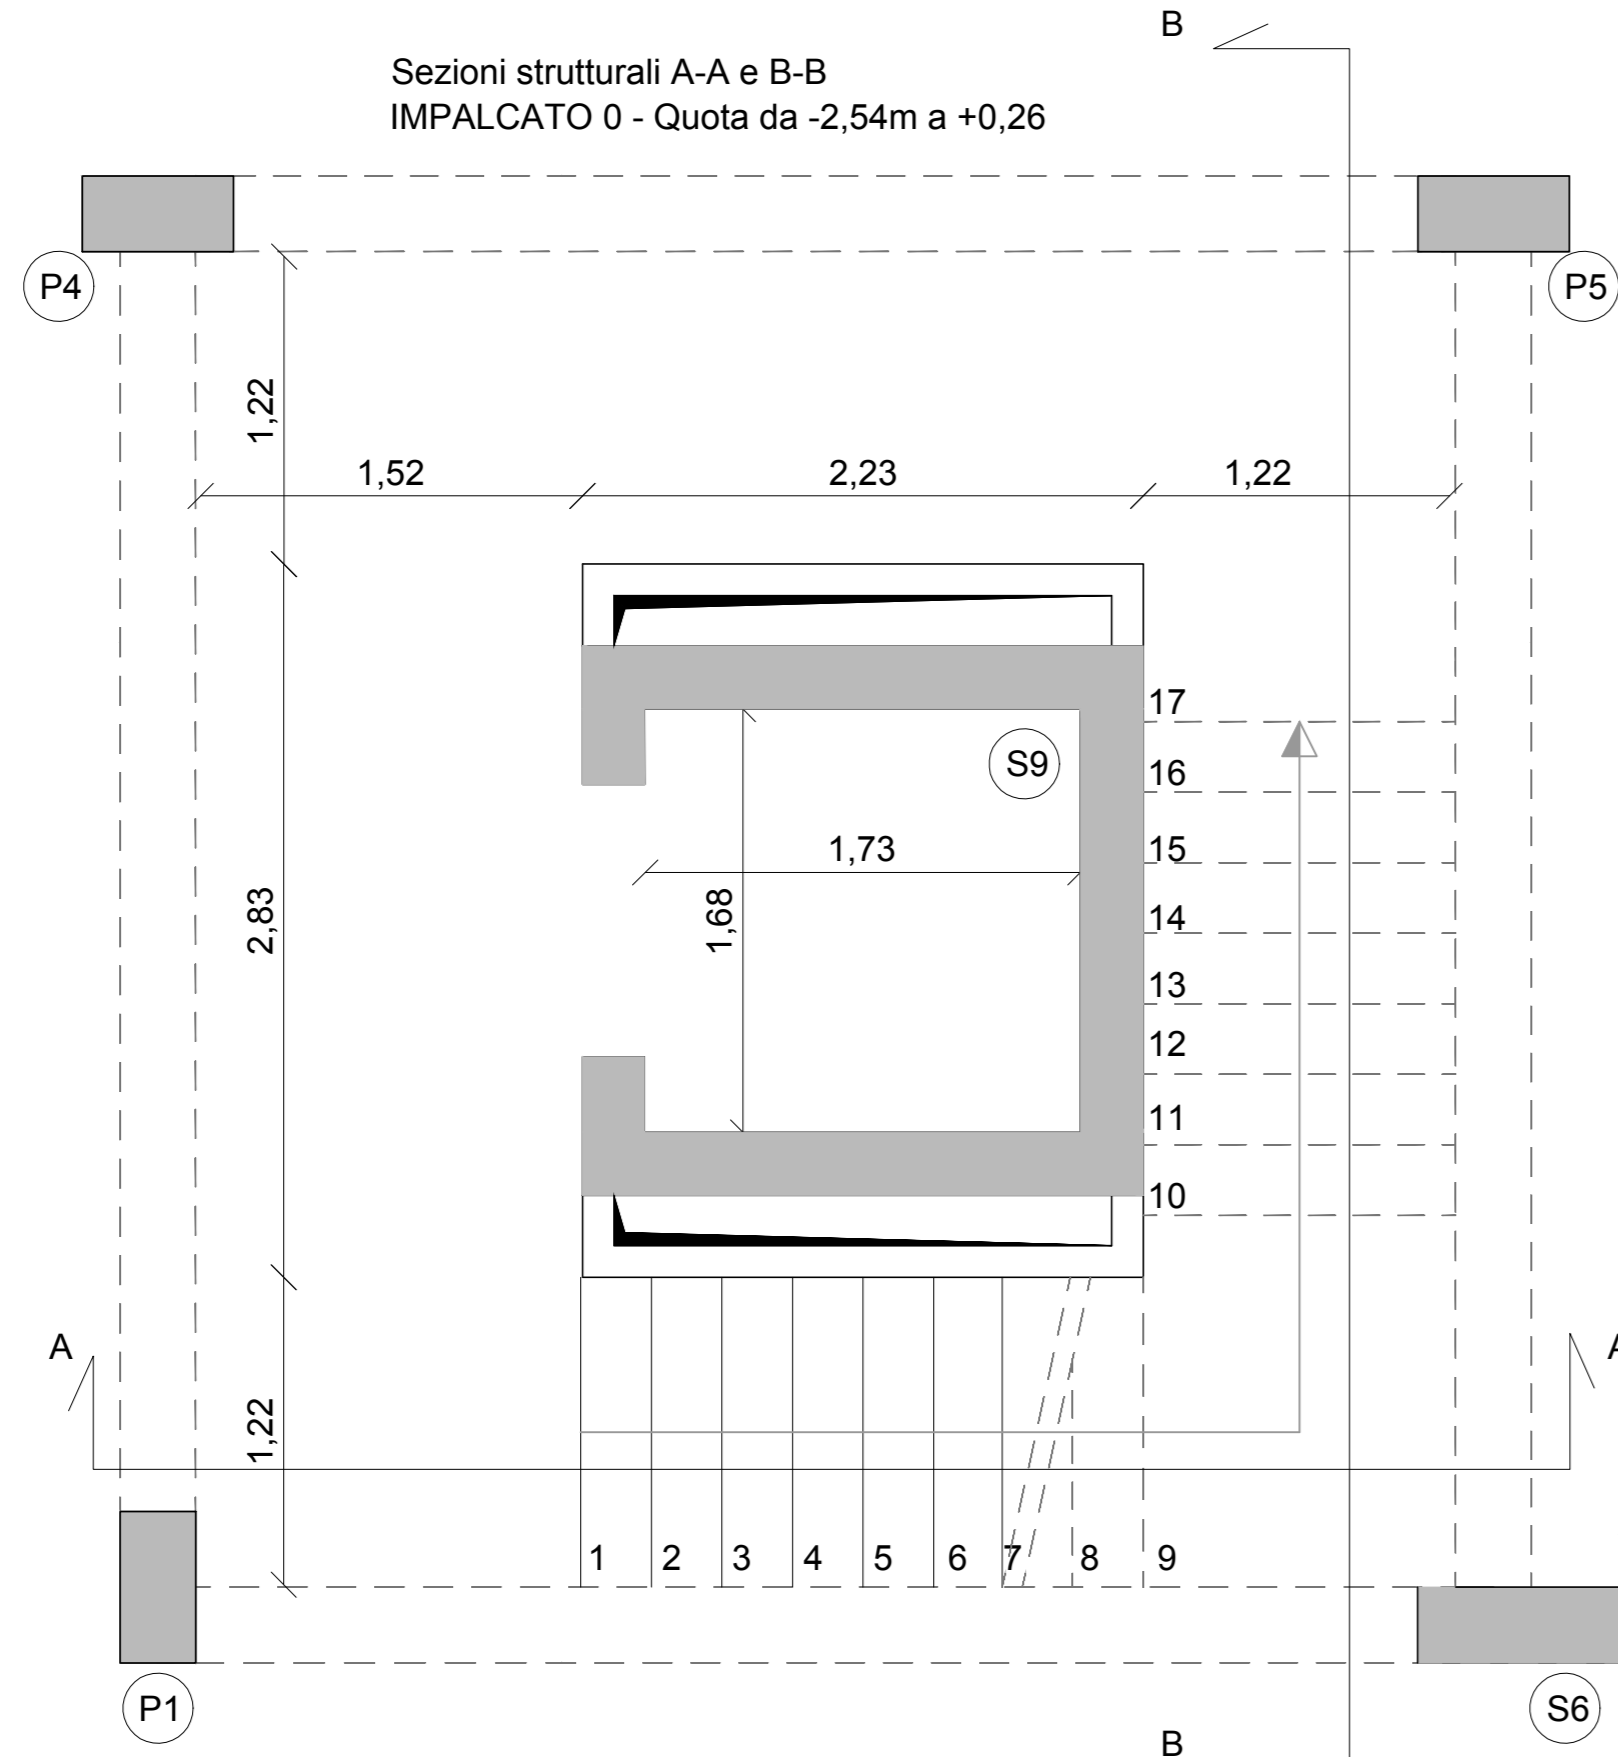 B
Sezioni strutturali A-A e B-B
IMPALCATO 0 - Quota da -2,54m a +0,26
P4
P5
1,22
1,52
2,23
1,22
17
S9
16
1,73
15
1,68
2,83
14
13
12
11
10
A
A
1,22
1
2
3
4
5
6
7
8
9
P1
S6
B